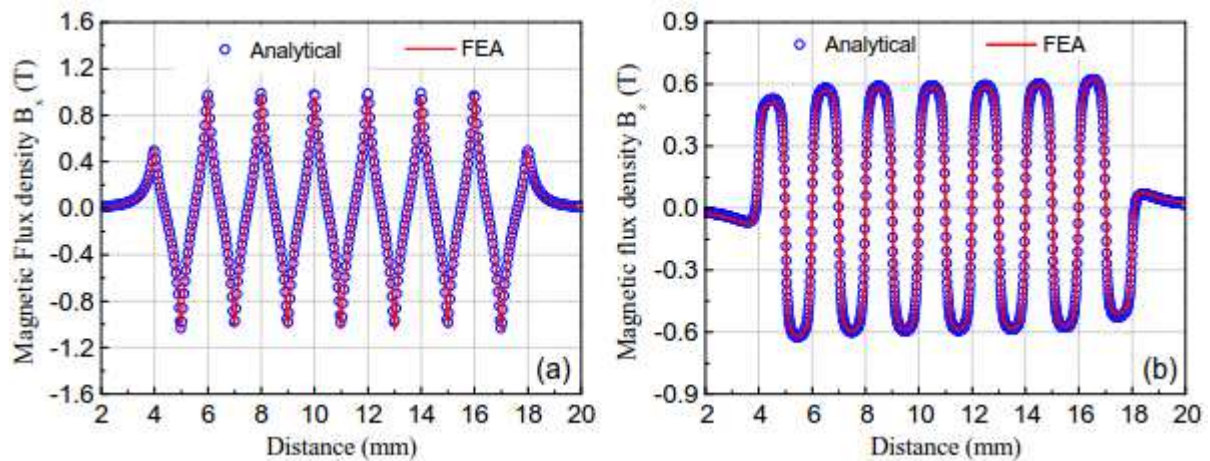 Magnetic Flux density B_x (T)
1.6
1.2
0.8
0.4
0.0
-0.4
-0.8
-1.2
-1.6
Analytical
FEA
(a)
2 4 6 8 10 12 14 16 18 20
Distance (mm)
Magnetic flux density B_z (T)
0.9
0.6
0.3
0.0
-0.3
-0.6
-0.9
Analytical
FEA
(b)
2 4 6 8 10 12 14 16 18 20
Distance (mm)